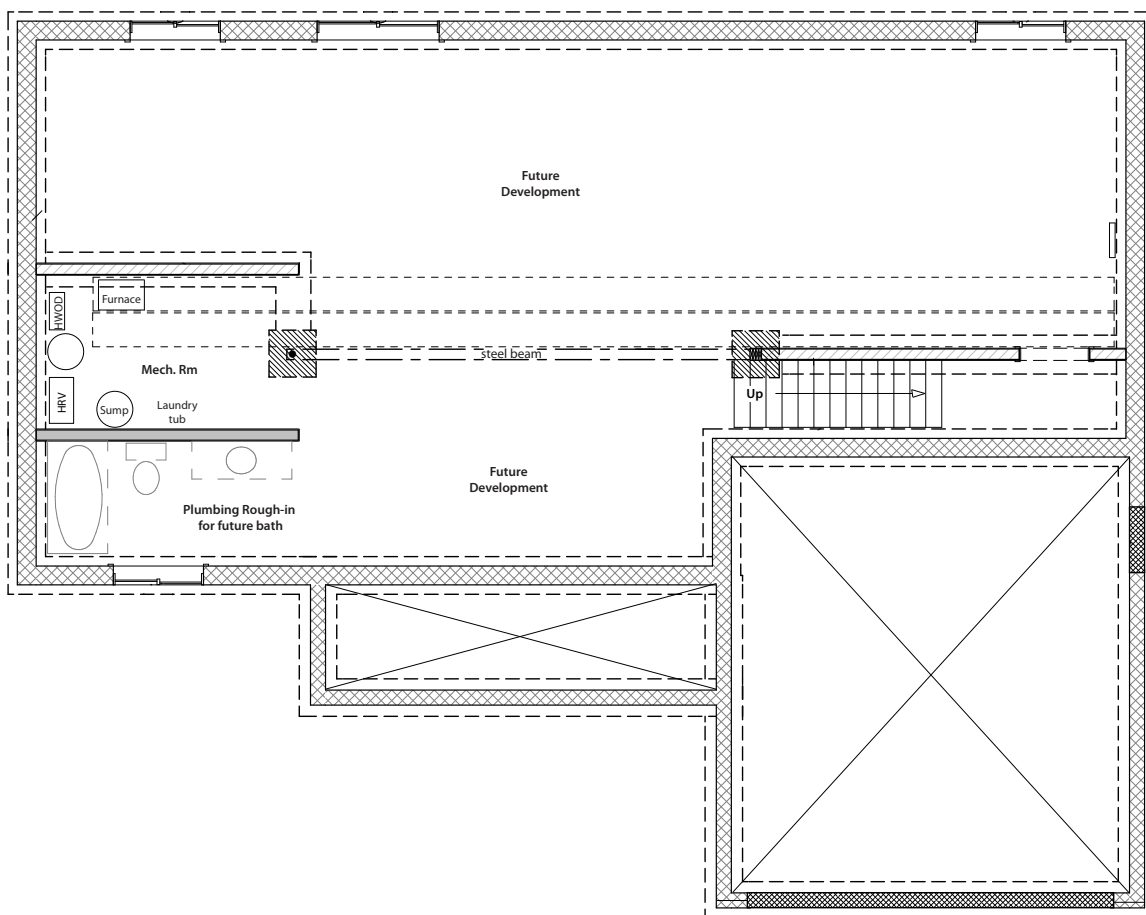 Future
Development
Furnace
HWOD
steel beam
Mech. Rm
HRV
Sump
Laundry
tub
Up
Future
Development
Plumbing Rough-in
for future bath